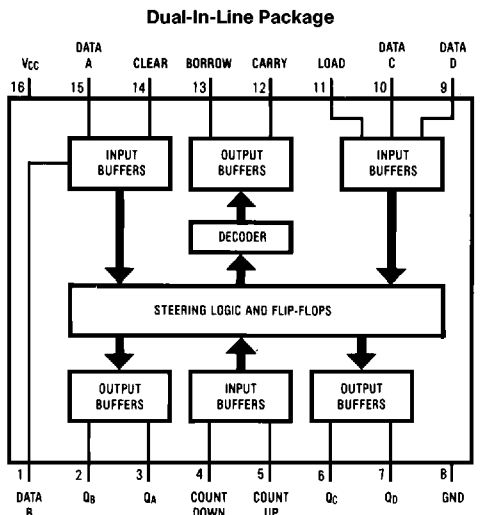 Dual-In-Line Package
DATA DATA DATA
VCC A CLEAR BORROW CARRY LOAD C D
16 15 14 13 12 11 10 9
INPUT OUTPUT INPUT
BUFFERS BUFFERS BUFFERS
DECODER
STEERING LOGIC AND FLIP-FLOPS
OUTPUT INPUT OUTPUT
BUFFERS BUFFERS BUFFERS
1 2 3 4 5 6 7 8
DATA QB QA COUNT COUNT QC QD GND
B DOWN UP